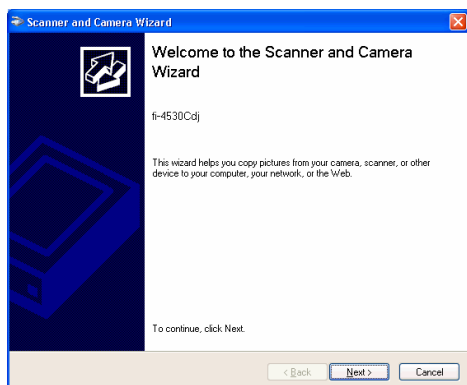 Scanner and Camera Wizard
Welcome to the Scanner and Camera
Wizard
fi-4530Cdj
This wizard helps you copy pictures from your camera, scanner, or other
device to your computer, your network, or the Web.
To continue, click Next.
< Back Next > Cancel